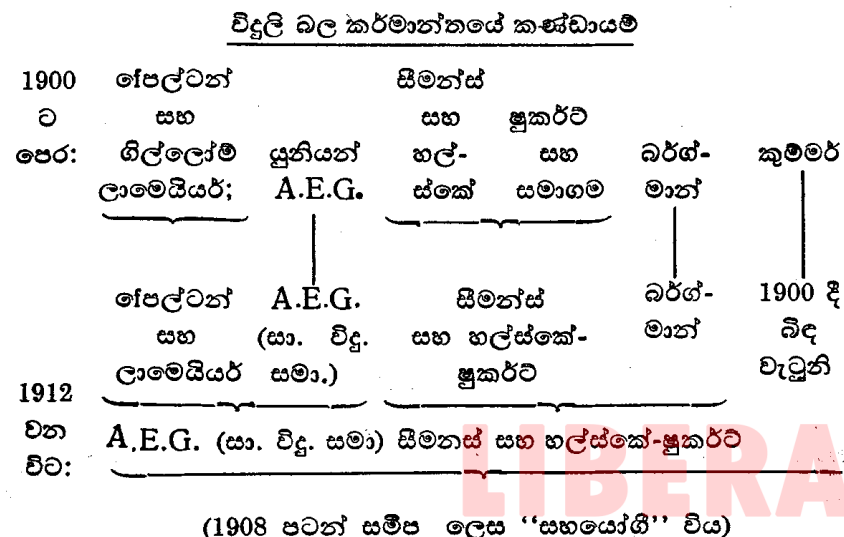 විදුලි බල කර්මාන්තයේ කණ්ඩායම්
1900 ෆෙල්ටන් සීමන්ස්
ට සහ සහ ෂුකර්ට්
පෙර: ගිල්ලෝම් යුනියන් හල්- සහ බර්ග්- කුම්මර්
ලාමෙයියර්; A.E.G. ස්කේ සමාගම මාන්
ෆෙල්ටන් A.E.G. සීමන්ස් බර්ග්- 1900 දී
සහ (සා. විදු. සහ හල්ස්කේ- මාන් බිඳ
ලාමෙයියර් සමා.) ෂුකර්ට් වැටුනි
1912
වන A.E.G. (සා. විදු. සමා) සීමනස් සහ හල්ස්කේ-ෂුකර්ට්
විට:
(1908 පටන් සමීප ලෙස ‘‘සහයෝගී’’ විය)
LIBERA